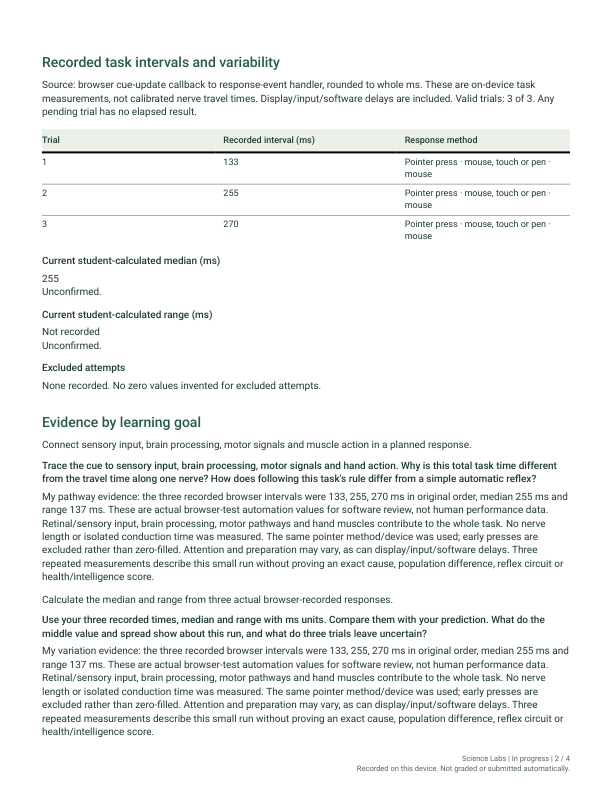 Recorded task intervals and variability
Source: browser cue-update callback to response-event handler, rounded to whole ms. These are on-device task
measurements, not calibrated nerve travel times. Display/input/software delays are included. Valid trials: 3 of 3. Any
pending trial has no elapsed result.
Trial Recorded interval (ms) Response method
1 133 Pointer press · mouse, touch or pen ·
mouse
2 255 Pointer press · mouse, touch or pen ·
mouse
3 270 Pointer press · mouse, touch or pen ·
mouse
Current student-calculated median (ms)
255
Unconfirmed.
Current student-calculated range (ms)
Not recorded
Unconfirmed.
Excluded attempts
None recorded. No zero values invented for excluded attempts.
Evidence by learning goal
Connect sensory input, brain processing, motor signals and muscle action in a planned response.
Trace the cue to sensory input, brain processing, motor signals and hand action. Why is this total task time different
from the travel time along one nerve? How does following this task's rule differ from a simple automatic reflex?
My pathway evidence: the three recorded browser intervals were 133, 255, 270 ms in original order, median 255 ms and
range 137 ms. These are actual browser-test automation values for software review, not human performance data.
Retinal/sensory input, brain processing, motor pathways and hand muscles contribute to the whole task. No nerve
length or isolated conduction time was measured. The same pointer method/device was used; early presses are
excluded rather than zero-filled. Attention and preparation may vary, as can display/input/software delays. Three
repeated measurements describe this small run without proving an exact cause, population difference, reflex circuit or
health/intelligence score.
Calculate the median and range from three actual browser-recorded responses.
Use your three recorded times, median and range with ms units. Compare them with your prediction. What do the
middle value and spread show about this run, and what do three trials leave uncertain?
My variation evidence: the three recorded browser intervals were 133, 255, 270 ms in original order, median 255 ms and
range 137 ms. These are actual browser-test automation values for software review, not human performance data.
Retinal/sensory input, brain processing, motor pathways and hand muscles contribute to the whole task. No nerve
length or isolated conduction time was measured. The same pointer method/device was used; early presses are
excluded rather than zero-filled. Attention and preparation may vary, as can display/input/software delays. Three
repeated measurements describe this small run without proving an exact cause, population difference, reflex circuit or
health/intelligence score.
Science Labs | In progress | 2 / 4
Recorded on this device. Not graded or submitted automatically.